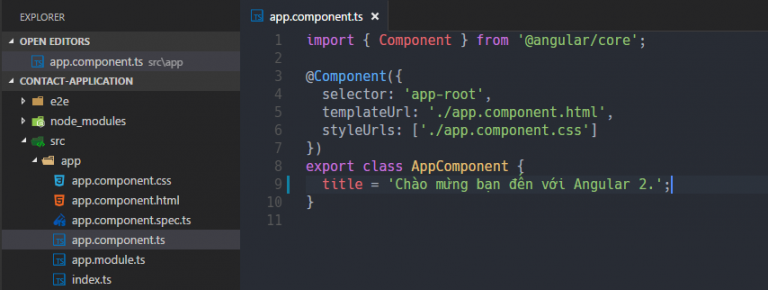 EXPLORER
OPEN EDITORS
app.component.ts src\app
CONTACT-APPLICATION
e2e
node_modules
src
app
app.component.css
app.component.html
app.component.spec.ts
app.component.ts
app.module.ts
index.ts
app.component.ts
1 import { Component } from '@angular/core';
2
3 @Component({
4   selector: 'app-root',
5   templateUrl: './app.component.html',
6   styleUrls: ['./app.component.css']
7 })
8 export class AppComponent {
9   title = 'Chào mừng bạn đến với Angular 2.';
10 }
11